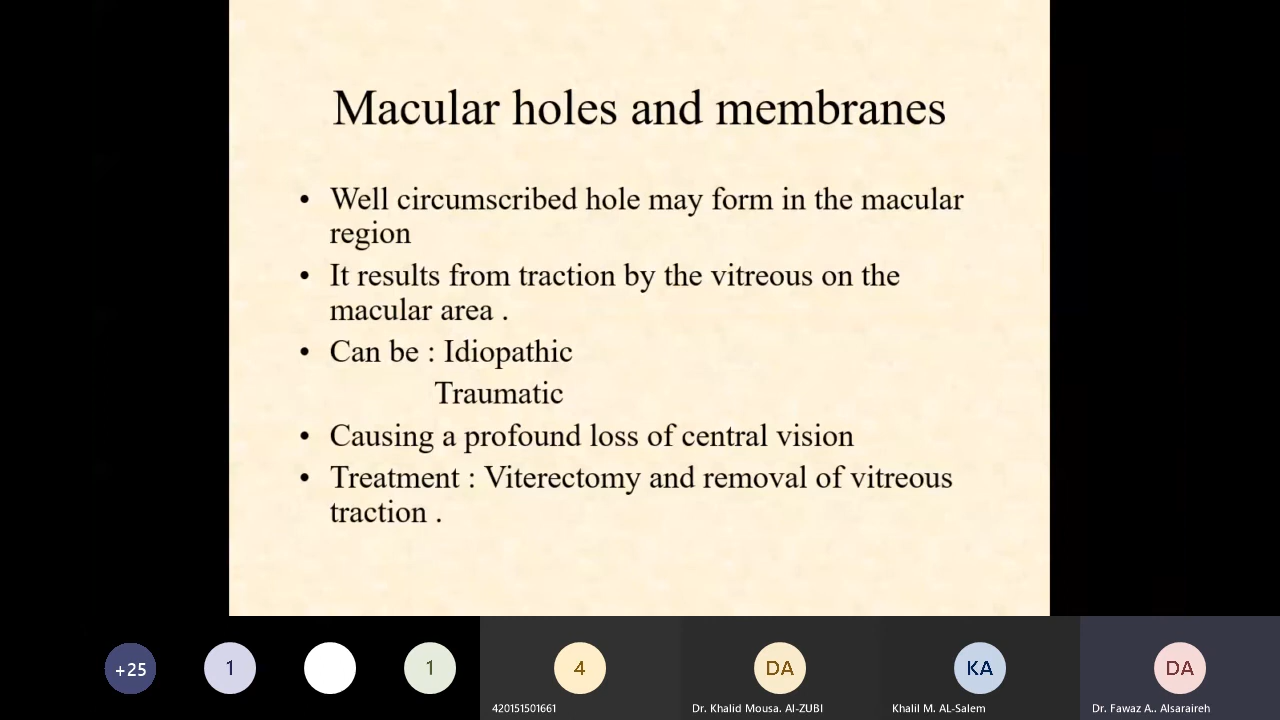 Macular holes and membranes
• Well circumscribed hole may form in the macular
region
• It results from traction by the vitreous on the
macular area .
• Can be : Idiopathic
Traumatic
• Causing a profound loss of central vision
• Treatment : Viterectomy and removal of vitreous
traction .
+25
1
1
4
DA
KA
DA
420151501661
Dr. Khalid Mousa. Al-ZUBI
Khalil M. AL-Salem
Dr. Fawaz A.. Alsaraireh